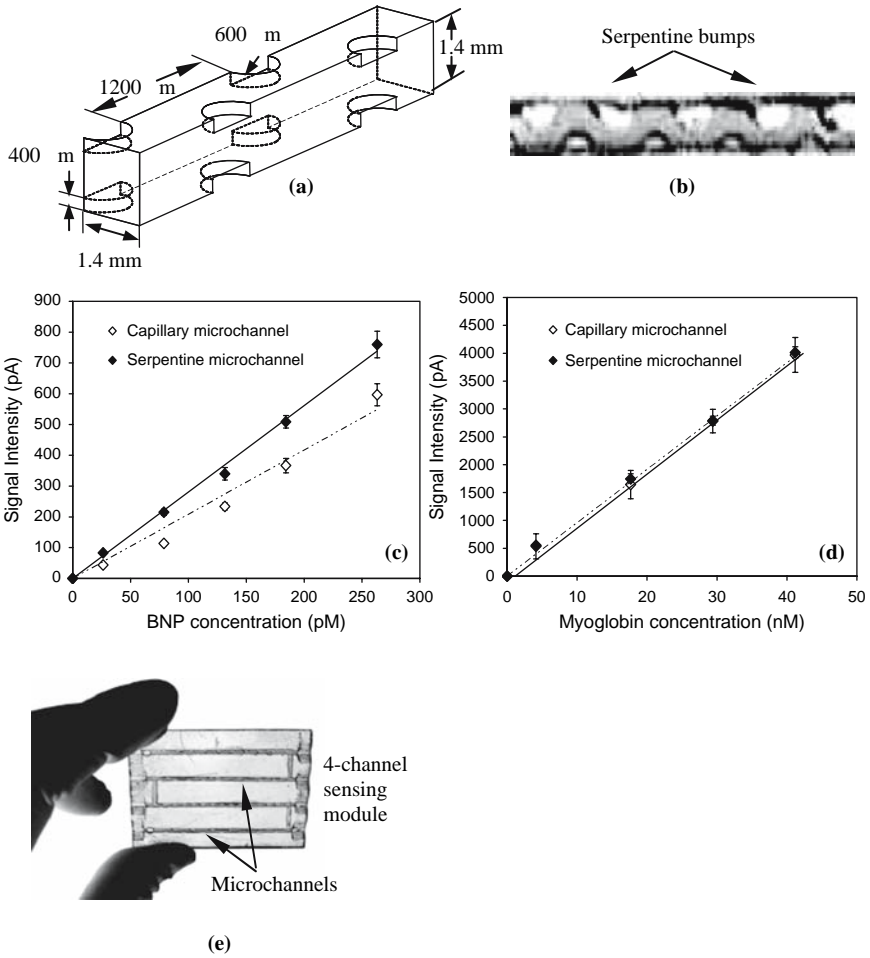 600 m
1200 m
400 m
1.4 mm
1.4 mm
(a)
Serpentine bumps
(b)
900
800
700
600
500
400
300
200
100
0
0 50 100 150 200 250 300
Signal Intensity (pA)
BNP concentration (pM)
Capillary microchannel
Serpentine microchannel
(c)
5000
4500
4000
3500
3000
2500
2000
1500
1000
500
0
0 10 20 30 40 50
Signal Intensity (pA)
Myoglobin concentration (nM)
Capillary microchannel
Serpentine microchannel
(d)
4-channel
sensing
module
Microchannels
(e)